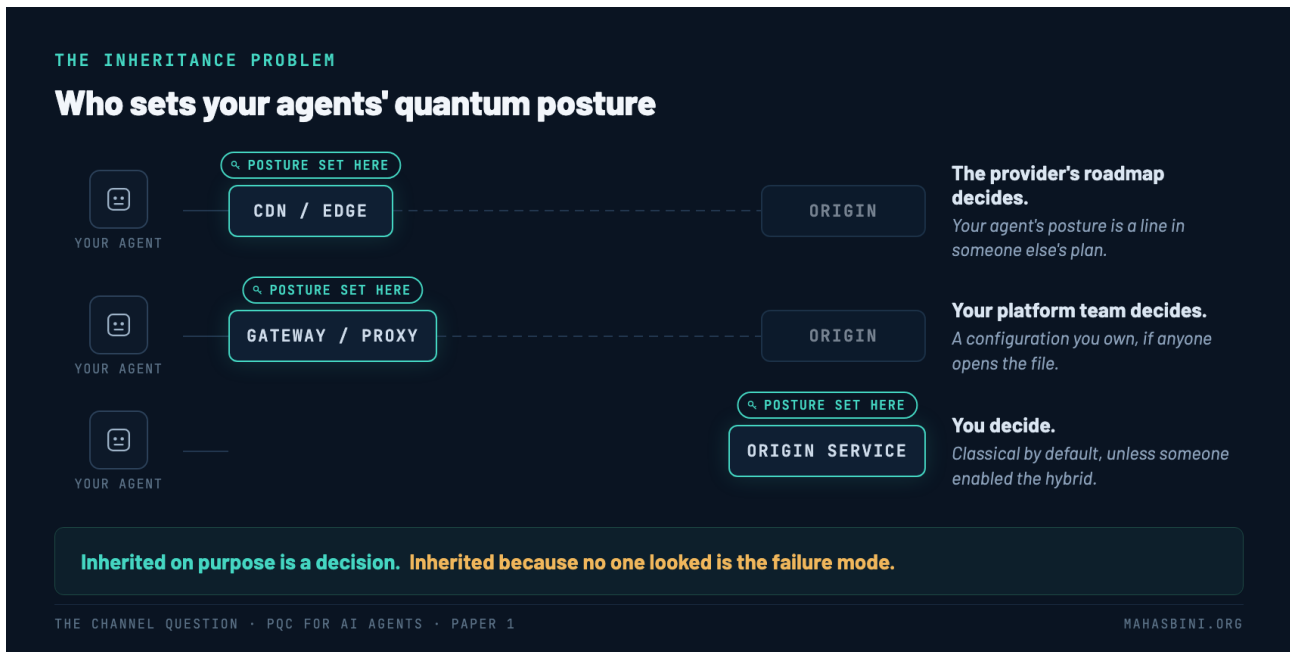 THE INHERITANCE PROBLEM
Who sets your agents' quantum posture
POSTURE SET HERE
YOUR AGENT
CDN / EDGE
ORIGIN
The provider's roadmap
decides.
Your agent's posture is a line in
someone else's plan.
POSTURE SET HERE
YOUR AGENT
GATEWAY / PROXY
ORIGIN
Your platform team decides.
A configuration you own, if anyone
opens the file.
POSTURE SET HERE
YOUR AGENT
ORIGIN SERVICE
You decide.
Classical by default, unless someone
enabled the hybrid.
Inherited on purpose is a decision. Inherited because no one looked is the failure mode.
THE CHANNEL QUESTION · PQC FOR AI AGENTS · PAPER 1
MAHASBINI.ORG